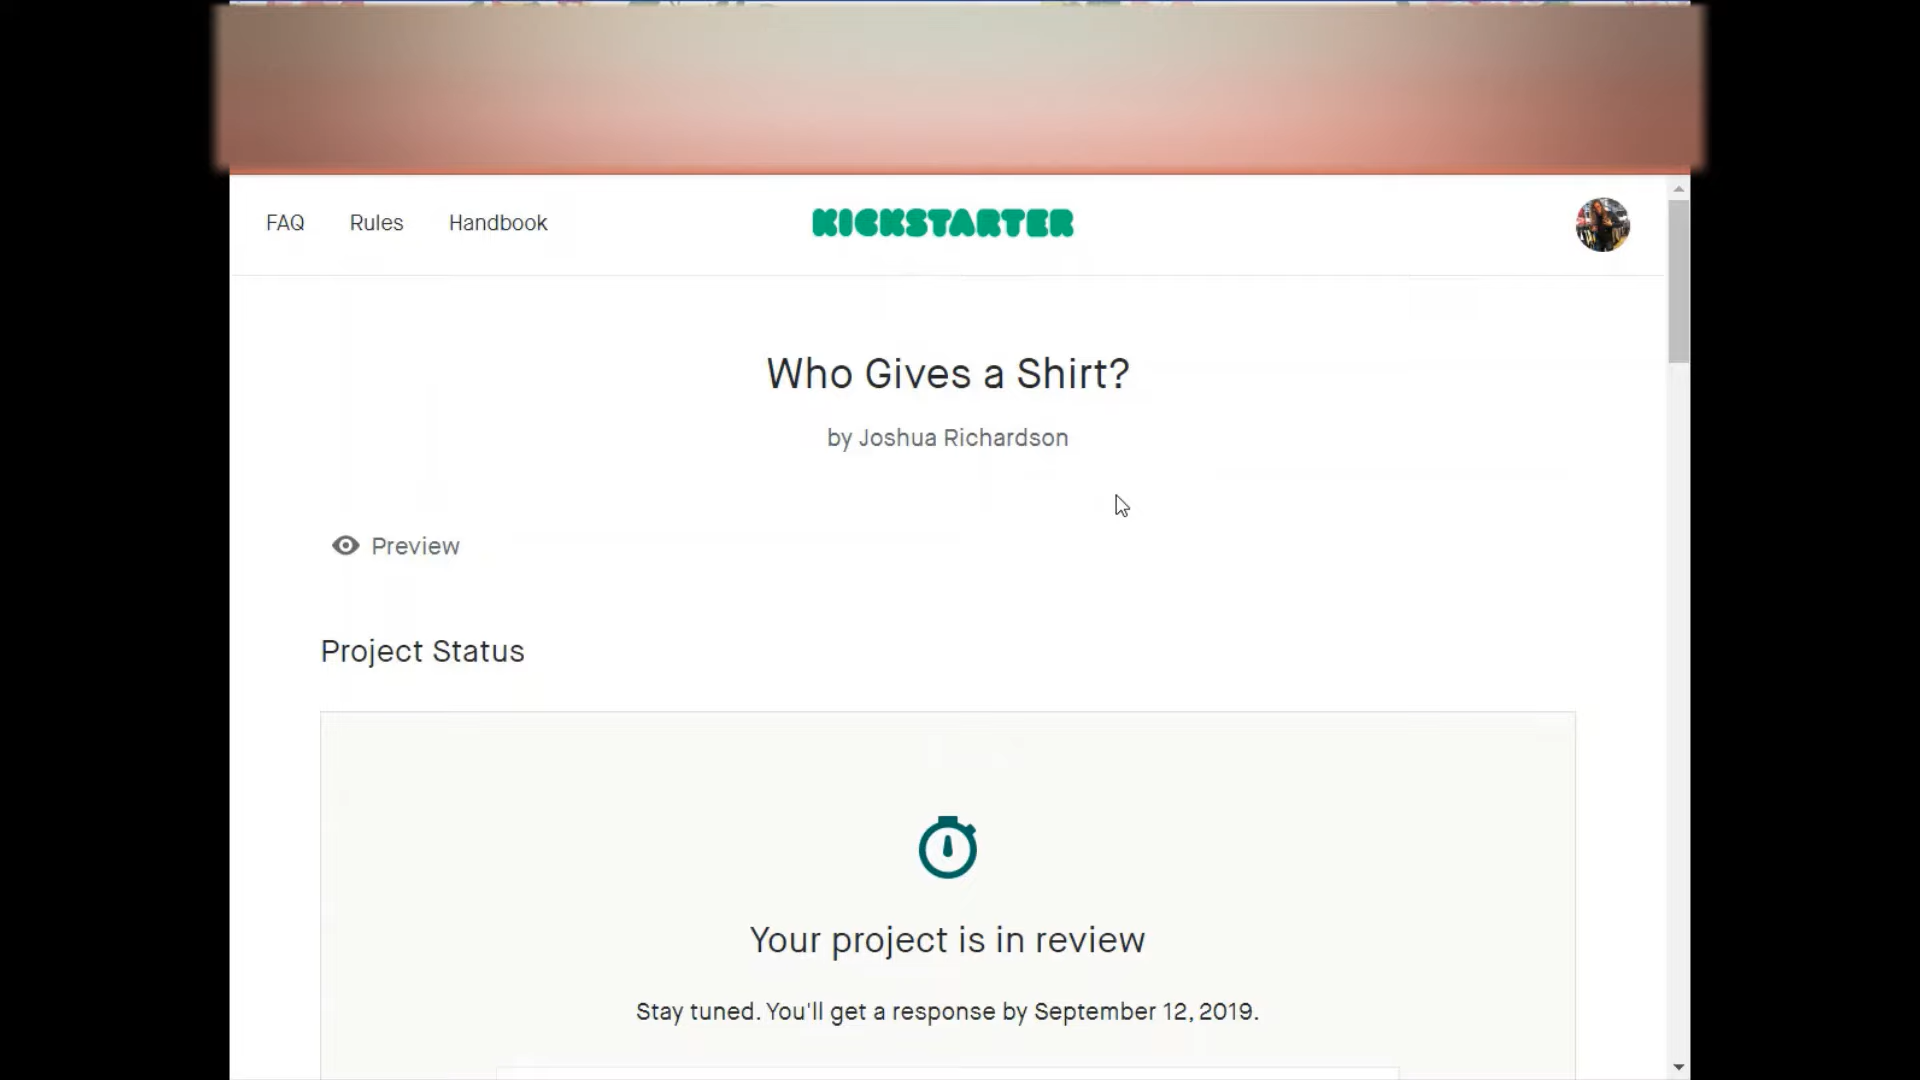 FAQ Rules Handbook KICKSTARTER
Who Gives a Shirt?
by Joshua Richardson
Preview
Project Status
Your project is in review
Stay tuned. You'll get a response by September 12, 2019.